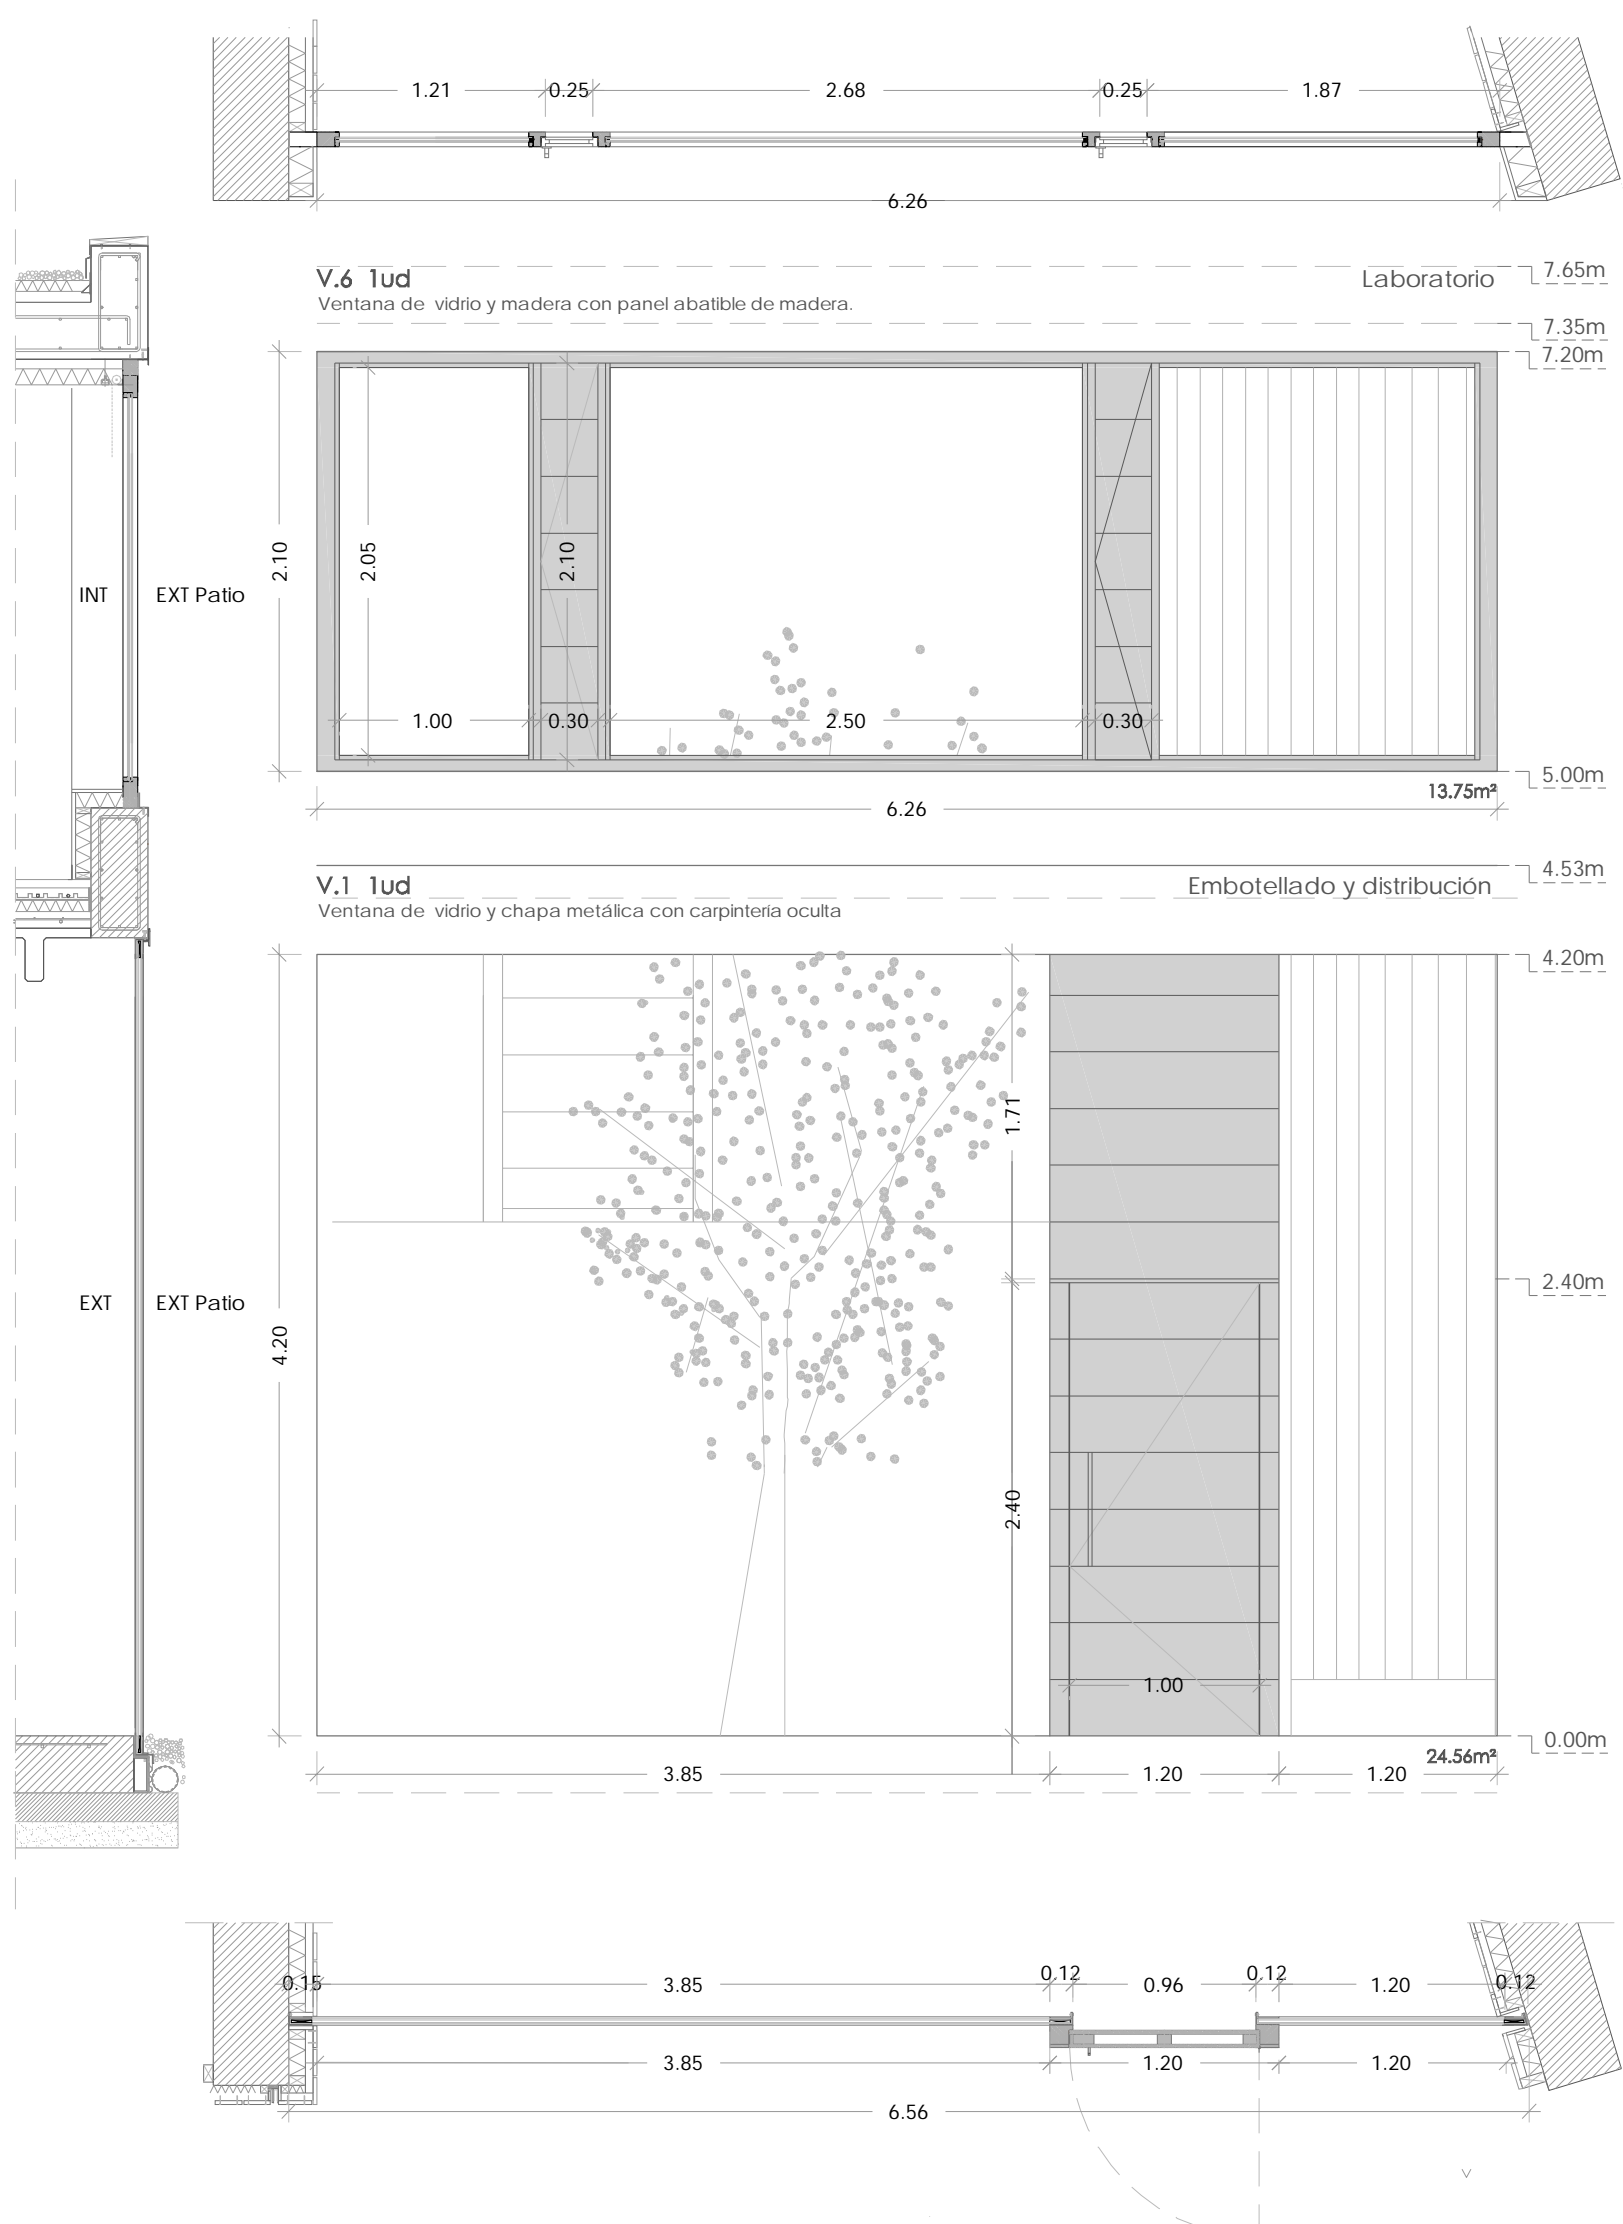 1.21 0.25 2.68 0.25 1.87
6.26
V.6 1ud
Laboratorio
7.65m
Ventana de vidrio y madera con panel abatible de madera.
7.35m
7.20m
2.10
2.05
2.10
INT
EXT Patio
1.00 0.30 2.50 0.30
5.00m
13.75m²
6.26
4.53m
V.1 1ud
Embotellado y distribución
Ventana de vidrio y chapa metálica con carpintería oculta
4.20m
1.71
2.40m
EXT
EXT Patio
4.20
2.40
1.00
0.00m
24.56m²
3.85 1.20 1.20
0.15 3.85 0.12 0.96 0.12 1.20 0.12
3.85 1.20 1.20
6.56